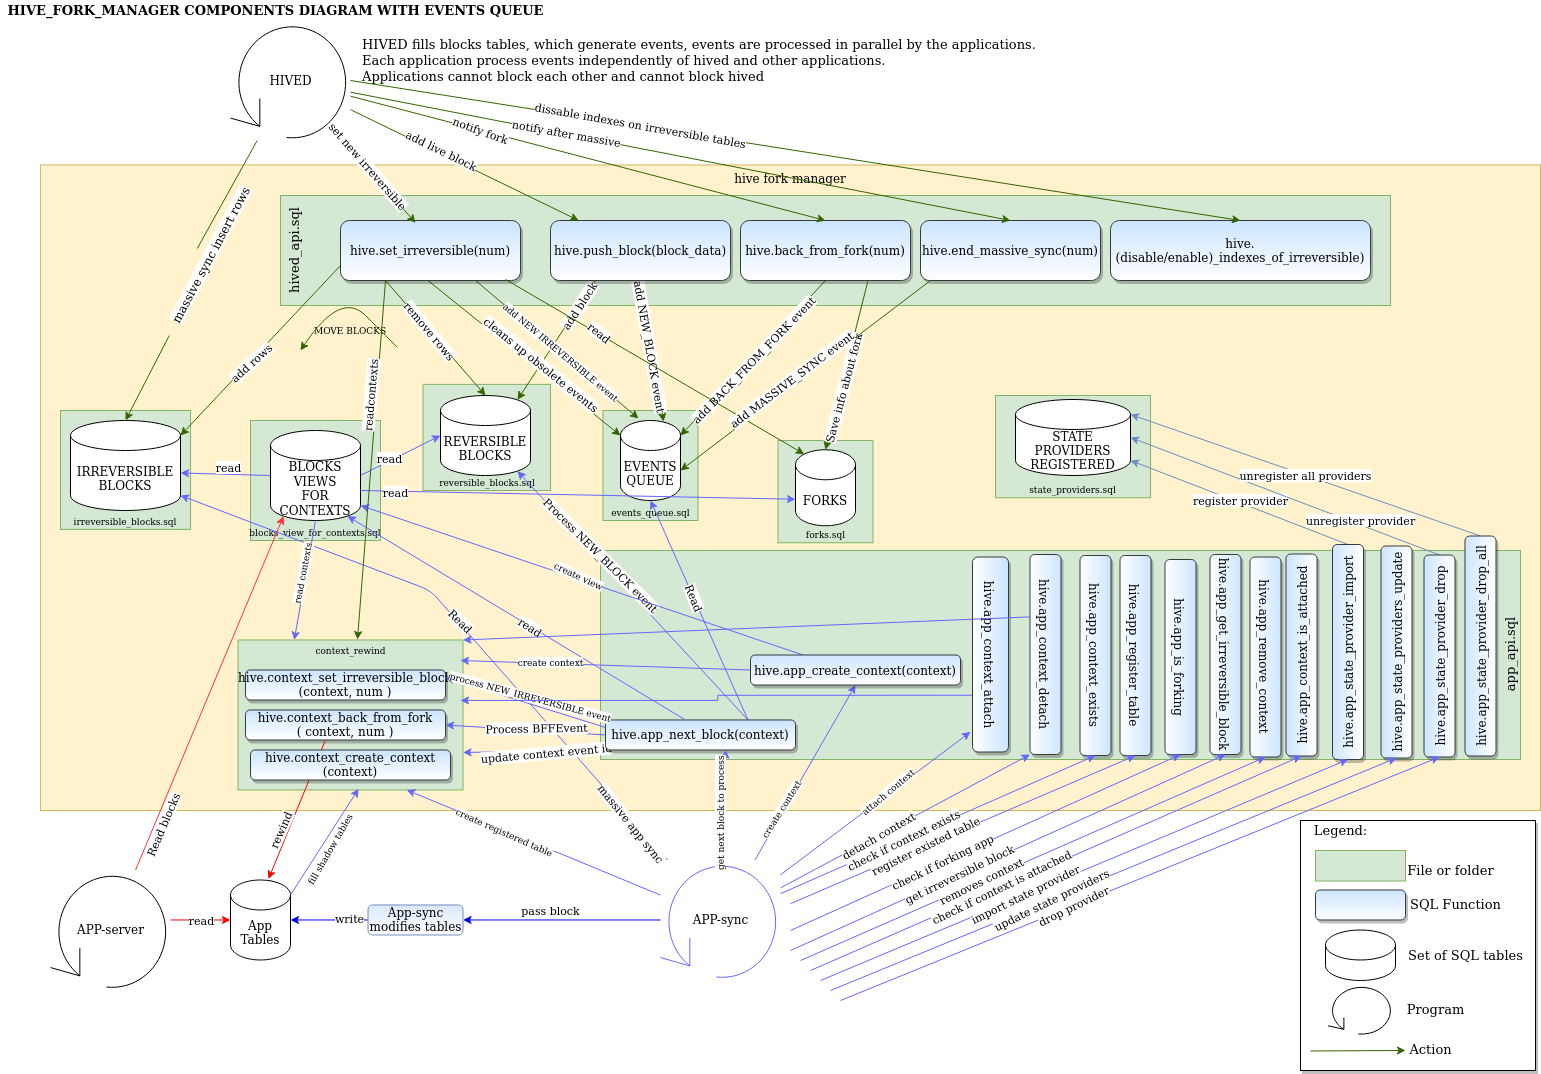 HIVE_FORK_MANAGER COMPONENTS DIAGRAM WITH EVENTS QUEUE
HIVED fills blocks tables, which generate events, events are processed in parallel by the applications.
Each application process events independently of hived and other applications.
Applications cannot block each other and cannot block hived
HIVED
dissable indexes on irreversible tables
notify after massive
notify fork
add live block
set new irreversible
massive sync insert rows
hive fork manager
hived_api.sql
hive.set_irreversible(num)
hive.push_block(block_data)
hive.back_from_fork(num)
hive.end_massive_sync(num)
hive.
(disable/enable)_indexes_of_irreversible)
MOVE BLOCKS
add rows
readcontexts
remove rows
cleans up obsolete events
add NEW IRREVERSIBLE event
read
add block
add NEW_BLOCK event
add BACK_FROM_FORK event
add MASSIVE_SYNC event
Save info about fork
IRREVERSIBLE
BLOCKS
irreversible_blocks.sql
BLOCKS
VIEWS
FOR
CONTEXTS
blocks_view_for_contexts.sql
REVERSIBLE
BLOCKS
reversible_blocks.sql
EVENTS
QUEUE
events_queue.sql
FORKS
forks.sql
STATE
PROVIDERS
REGISTERED
state_providers.sql
read
read
read
unregister all providers
register provider
unregister provider
read contexts
Process NEW_BLOCK event
create view
Read
Read
read
create context
process NEW_IRREVERSIBLE event
Process BFFEvent
update context event id
context_rewind
hive.context_set_irreversible_block
(context, num )
hive.context_back_from_fork
( context, num )
hive.context_create_context
(context)
hive.app_create_context(context)
hive.app_next_block(context)
hive.app_context_attach
hive.app_context_detach
hive.app_context_exists
hive.app_register_table
hive.app_is_forking
hive.app_get_irreversible_block
hive.app_remove_context
hive.app_context_is_attached
hive.app_state_provider_import
hive.app_state_providers_update
hive.app_state_provider_drop
hive.app_state_provider_drop_all
app_api.sql
Read blocks
rewind
fill shadow tables
create registered table
massive app sync
get next block to process
create context
attach context
detach context
check if context exists
register existed table
check if forking app
get irreversible block
removes context
check if context is attached
import state provider
update state providers
drop provider
APP-server
read
App
Tables
write
App-sync
modifies tables
pass block
APP-sync
Legend:
File or folder
SQL Function
Set of SQL tables
Program
Action